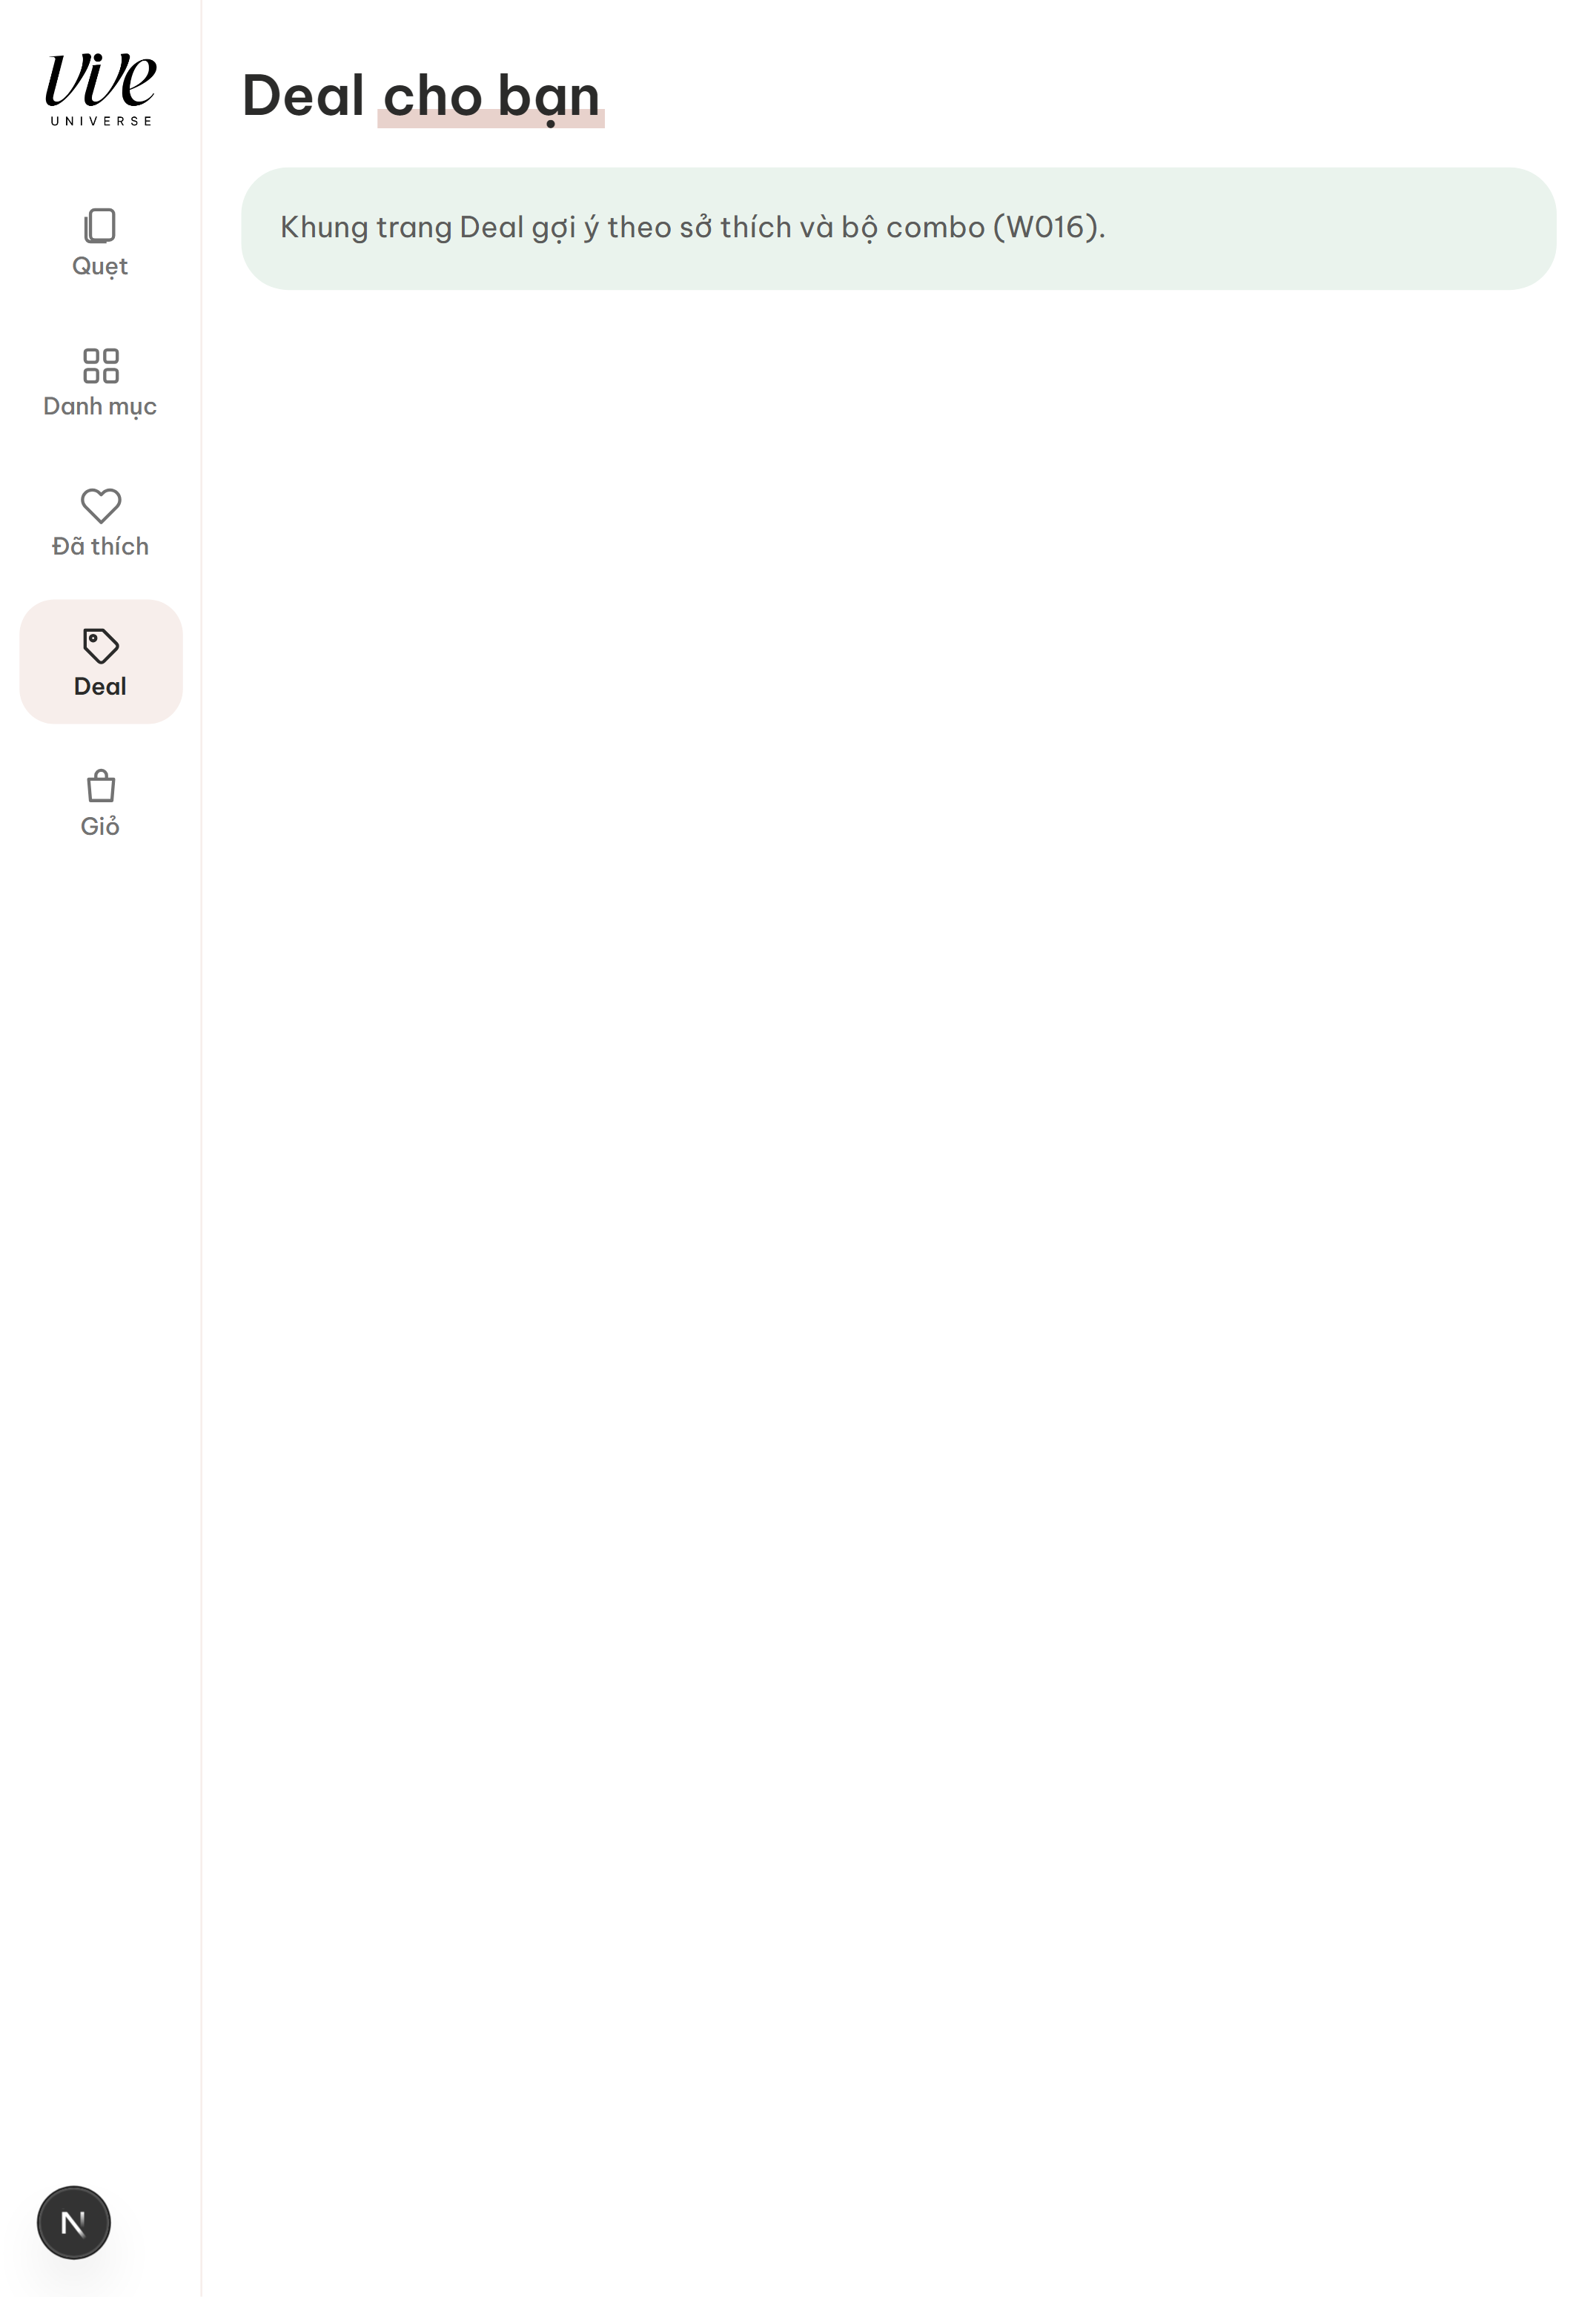 ViVe
UNIVERSE
Quẹt
Danh mục
Đã thích
Deal
Giỏ
Deal cho bạn
Khung trang Deal gợi ý theo sở thích và bộ combo (W016).
N